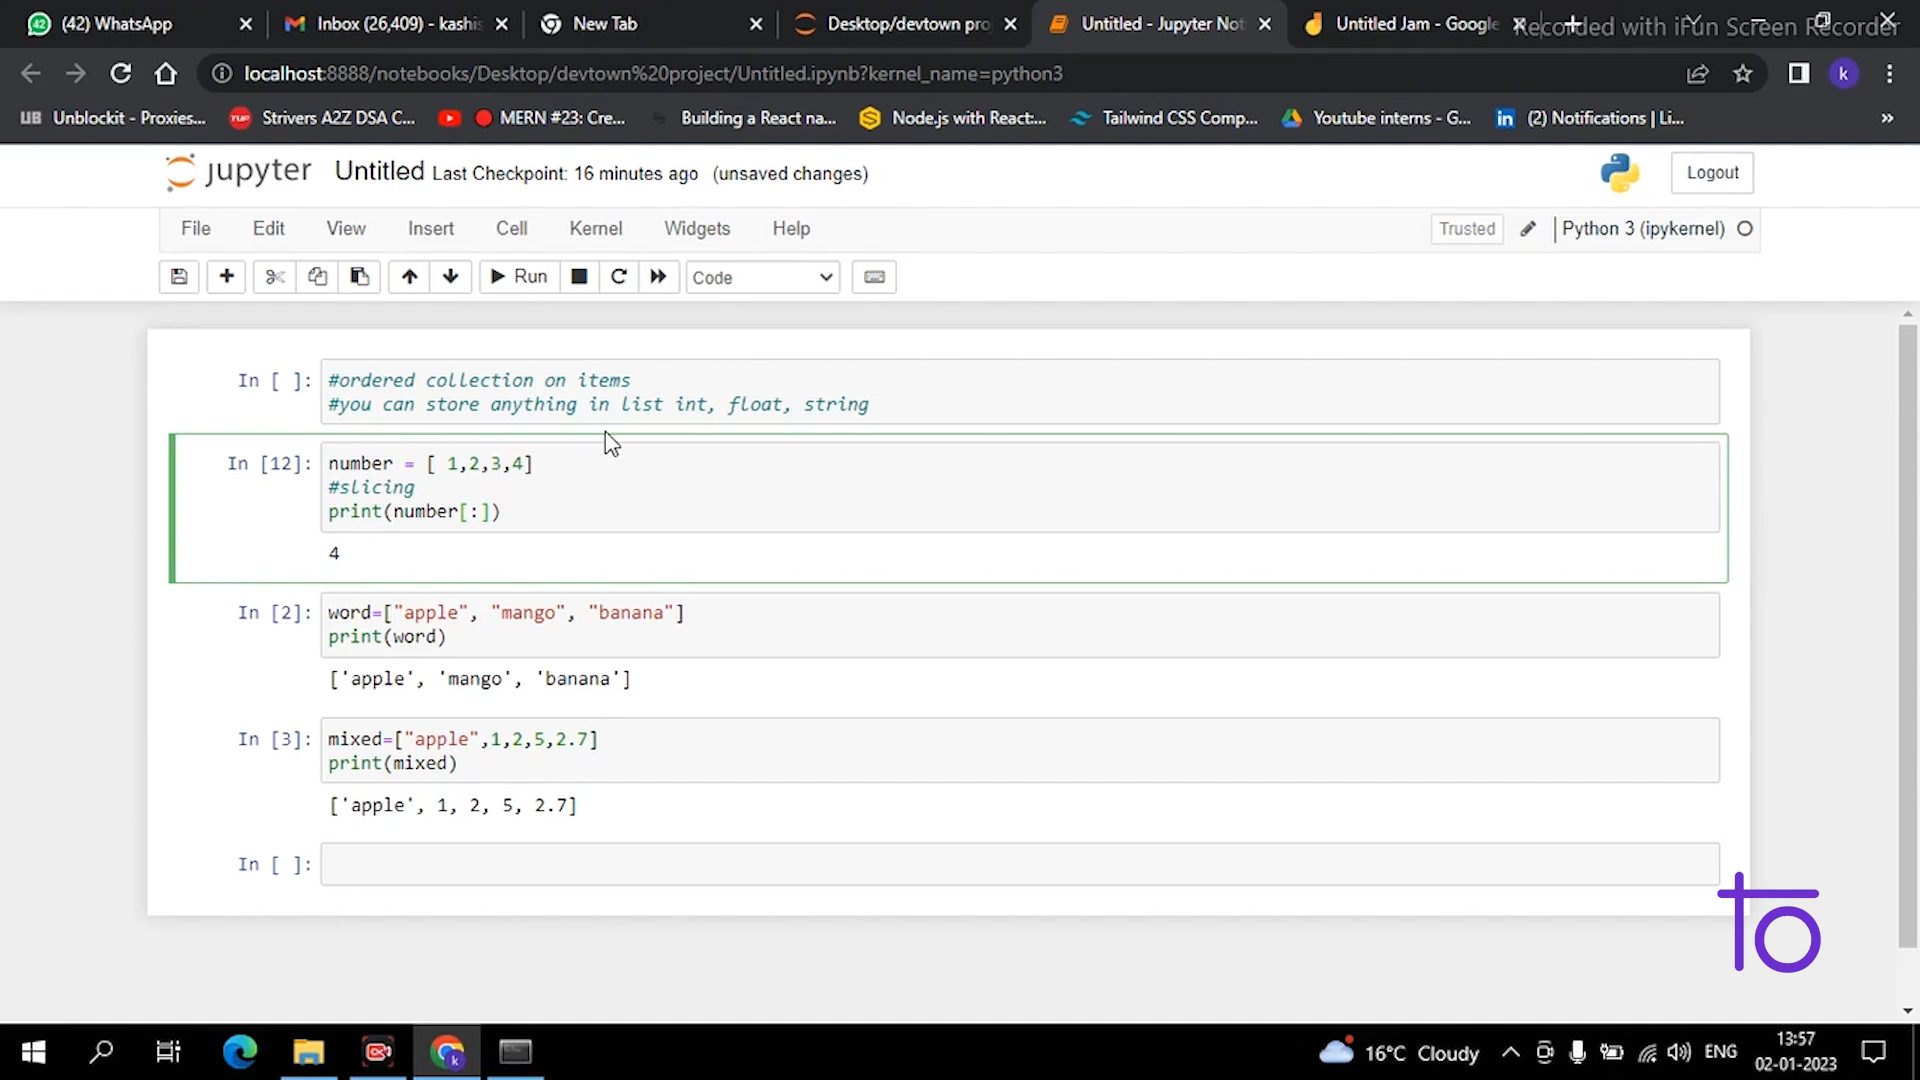 (42) WhatsApp
Inbox (26,409) - kashis
New Tab
Desktop/devtown pro
Untitled - Jupyter Not
Untitled Jam - Google
Recorded with iFun Screen Recorder
localhost:8888/notebooks/Desktop/devtown%20project/Untitled.ipynb?kernel_name=python3
k
UB Unblockit - Proxies...
TUF Strivers A2Z DSA C...
MERN #23: Cre...
Building a React na...
Node.js with React:...
Tailwind CSS Comp...
Youtube interns - G...
in (2) Notifications | Li...
»
jupyter Untitled Last Checkpoint: 16 minutes ago (unsaved changes)
Logout
File Edit View Insert Cell Kernel Widgets Help
Trusted
Python 3 (ipykernel)
Run
Code
In [ ]: #ordered collection on items
#you can store anything in list int, float, string
In [12]: number = [ 1,2,3,4]
#slicing
print(number[:])
4
In [2]: word=["apple", "mango", "banana"]
print(word)
['apple', 'mango', 'banana']
In [3]: mixed=["apple",1,2,5,2.7]
print(mixed)
['apple', 1, 2, 5, 2.7]
In [ ]:
16°C Cloudy
ENG
13:57
02-01-2023